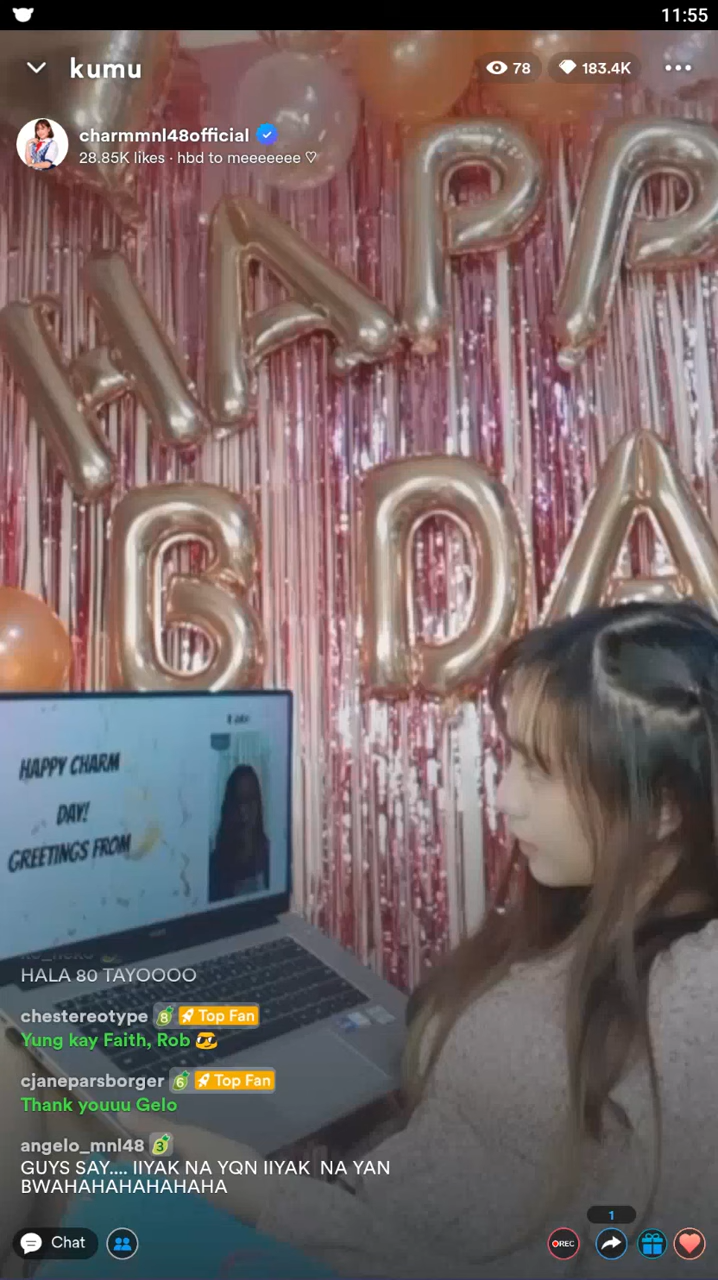 11:55
kumu
78
183.4K
charmmnl48official
28.85K likes · hbd to meeeeeee ♡
HAPP
B DA
HAPPY CHARM
DAY!
GREETINGS FROM
HALA 80 TAYOOOO
chestereotype 8 Top Fan
Yung kay Faith, Rob 😎
cjaneparsborger 6 Top Fan
Thank youuu Gelo
angelo_mnl48 3
GUYS SAY.... IIYAK NA YQN IIYAK NA YAN
BWAHAHAHAHAHAHA
1
Chat
REC